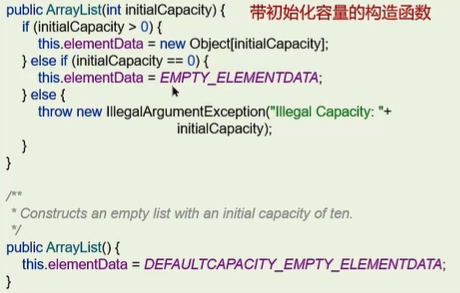 public ArrayList(int initialCapacity) { 带初始化容量的构造函数
if (initialCapacity > 0) {
this.elementData = new Object[initialCapacity];
} else if (initialCapacity == 0) {
this.elementData = EMPTY_ELEMENTDATA;
} else {
throw new IllegalArgumentException("Illegal Capacity: "+
initialCapacity);
}
}
/**
* Constructs an empty list with an initial capacity of ten.
*/
public ArrayList() {
this.elementData = DEFAULTCAPACITY_EMPTY_ELEMENTDATA;
}